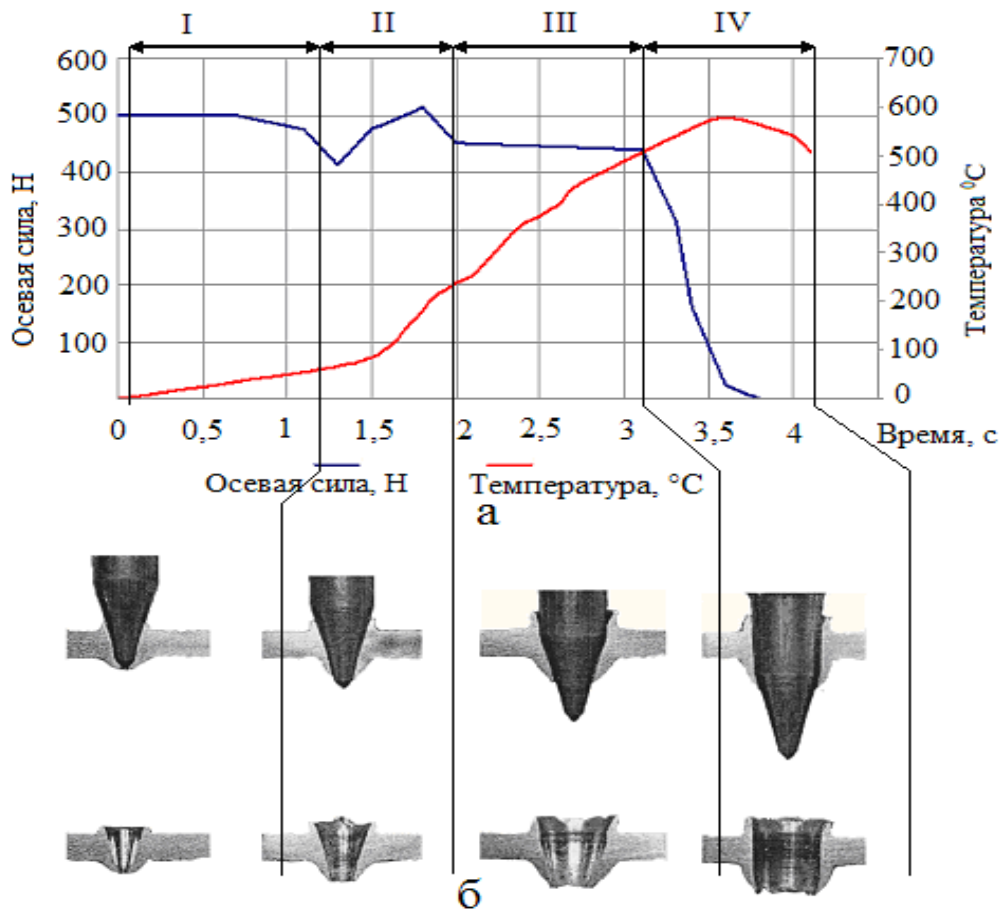 I II III IV
600 700
500 600
400 500
300 400
200 300
100 200
100
0
Осевая сила, Н
Температура ⁰C
0 0,5 1 1,5 2 2,5 3 3,5 4 Время, с
Осевая сила, Н Температура, °C
а
б